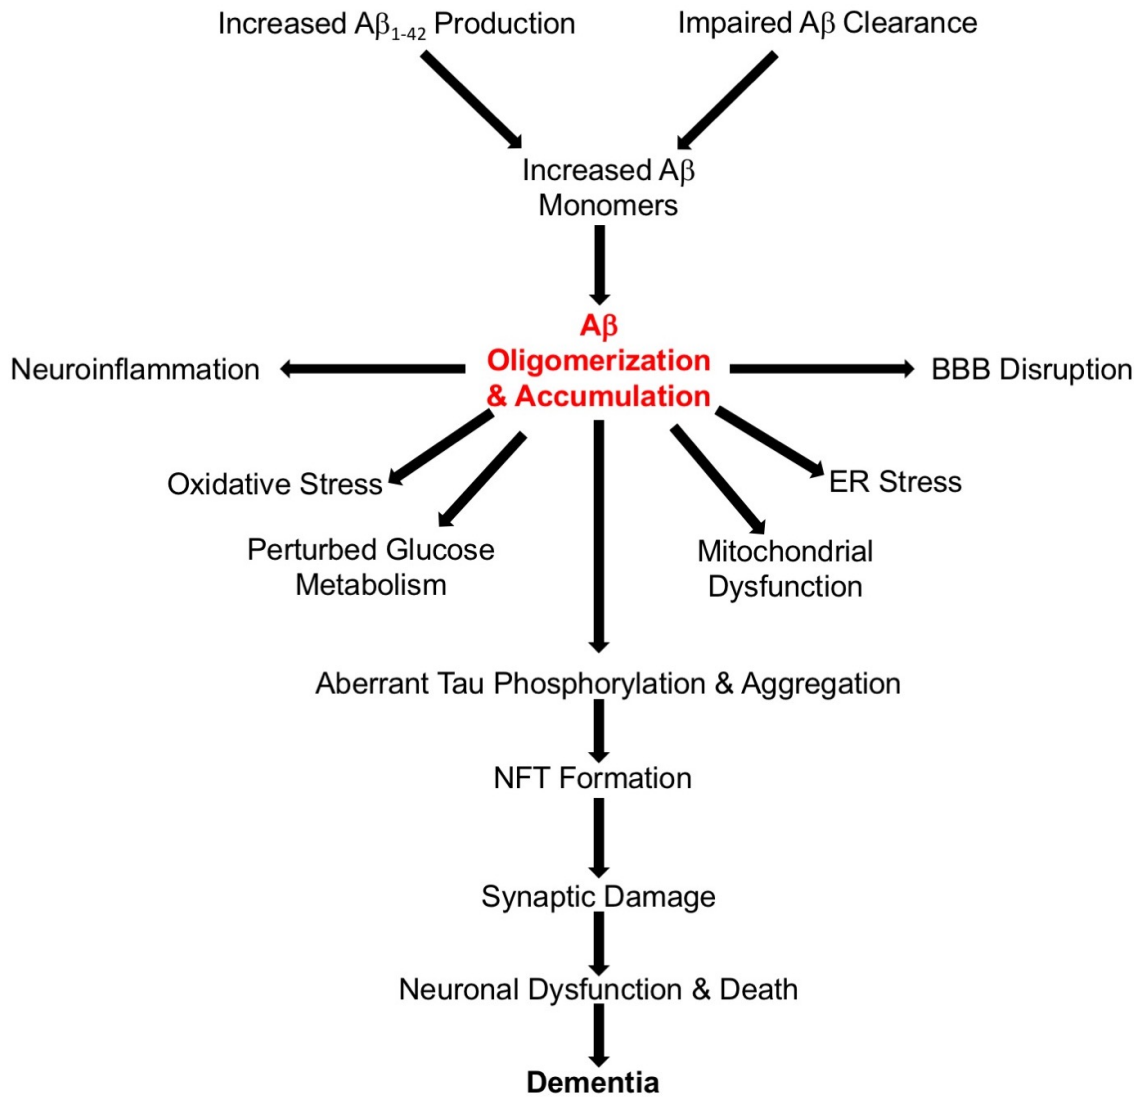 Increased Aβ1-42 Production
Impaired Aβ Clearance
Increased Aβ
Monomers
Aβ
Oligomerization
& Accumulation
Neuroinflammation
BBB Disruption
Oxidative Stress
ER Stress
Perturbed Glucose
Metabolism
Mitochondrial
Dysfunction
Aberrant Tau Phosphorylation & Aggregation
NFT Formation
Synaptic Damage
Neuronal Dysfunction & Death
Dementia